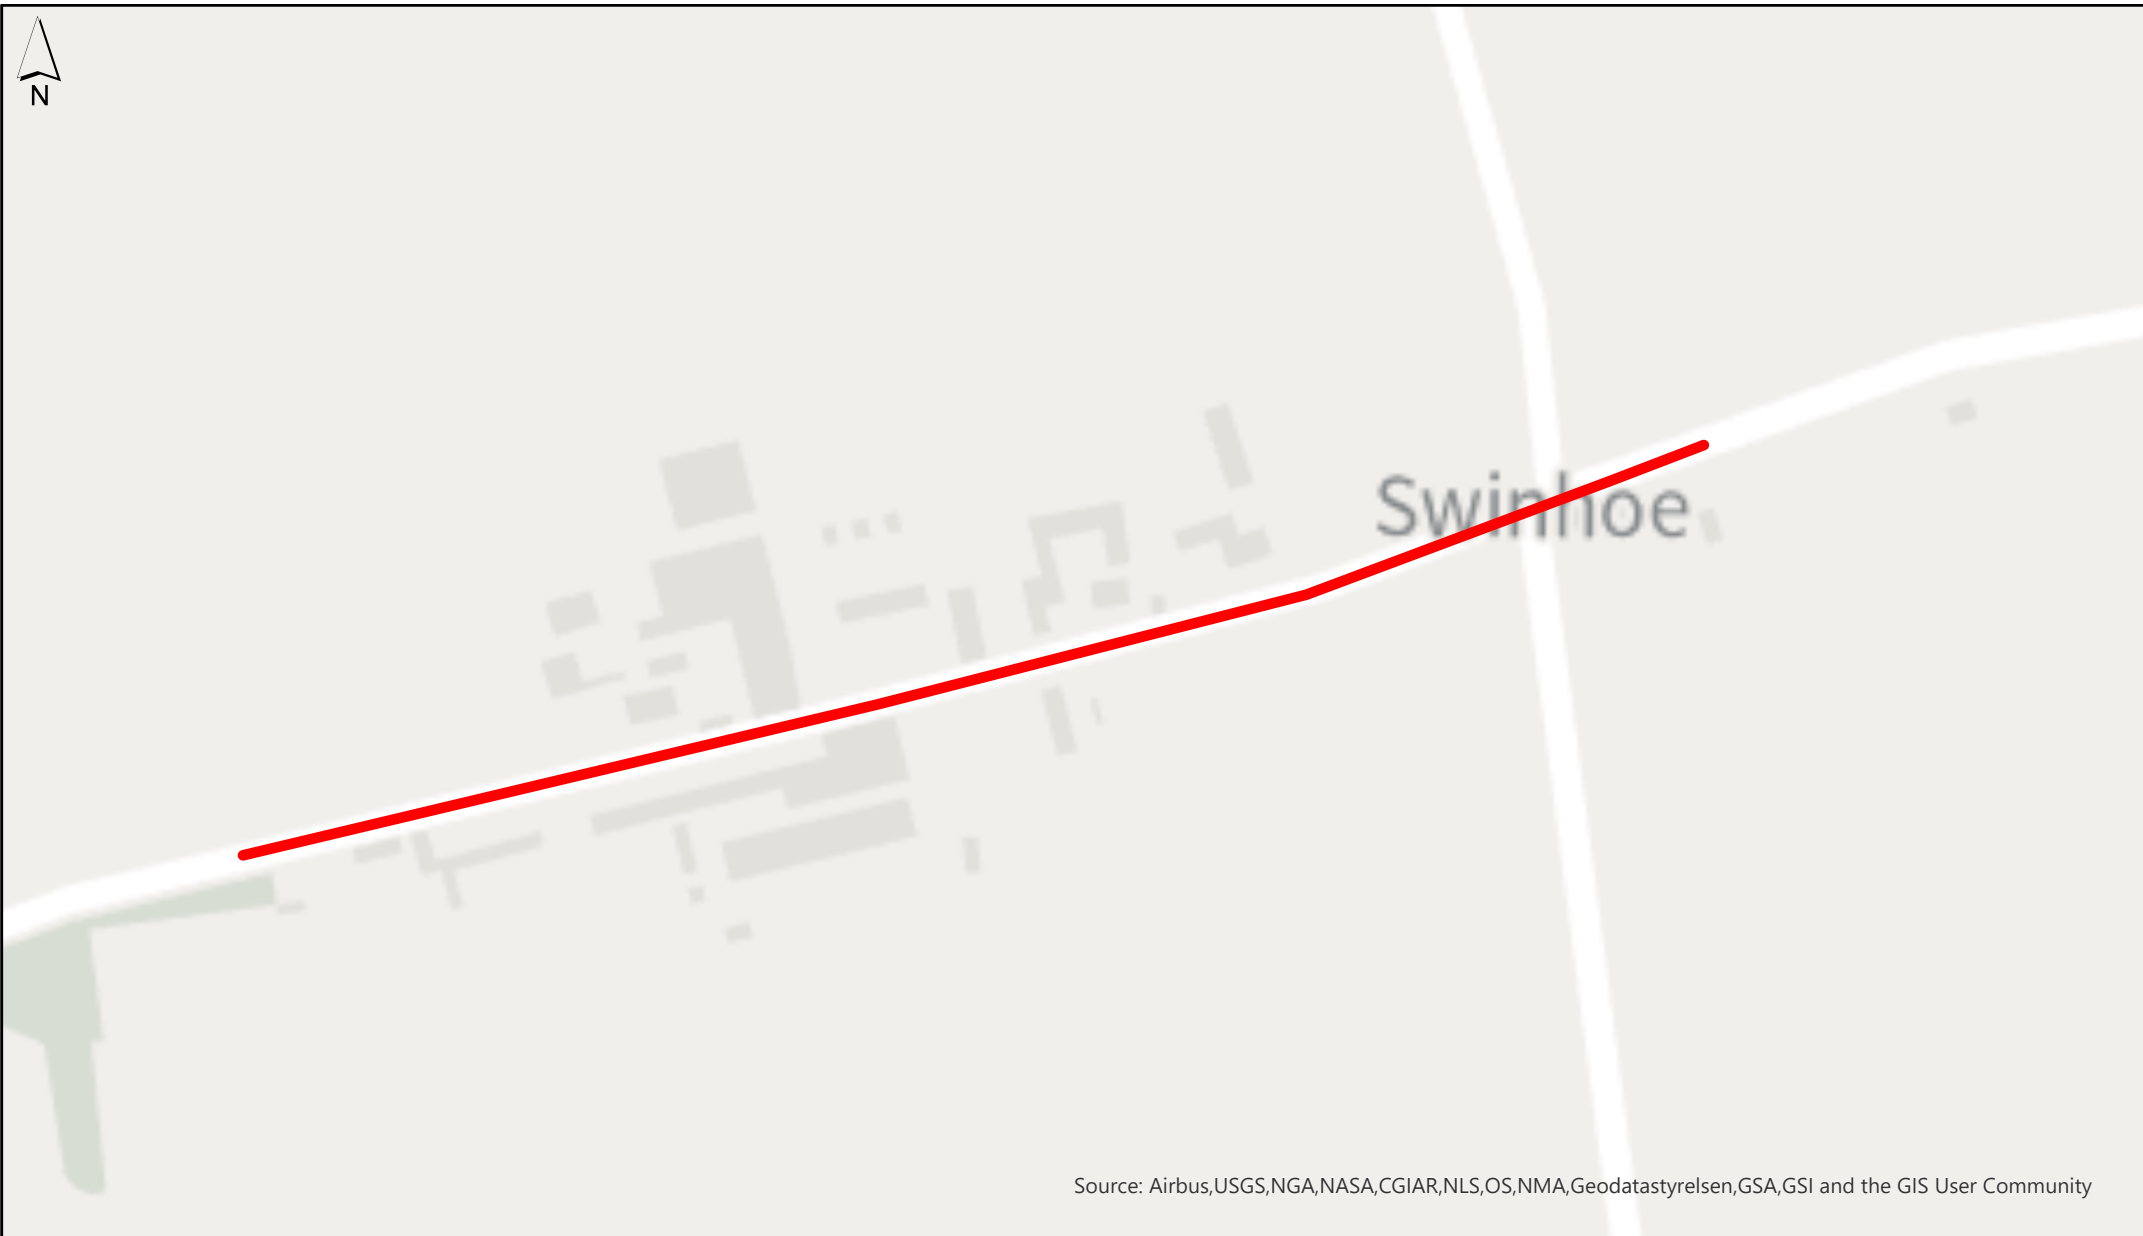 N
Swinhoe
Source: Airbus,USGS,NGA,NASA,CGIAR,NLS,OS,NMA,Geodatastyrelsen,GSA,GSI and the GIS User Community